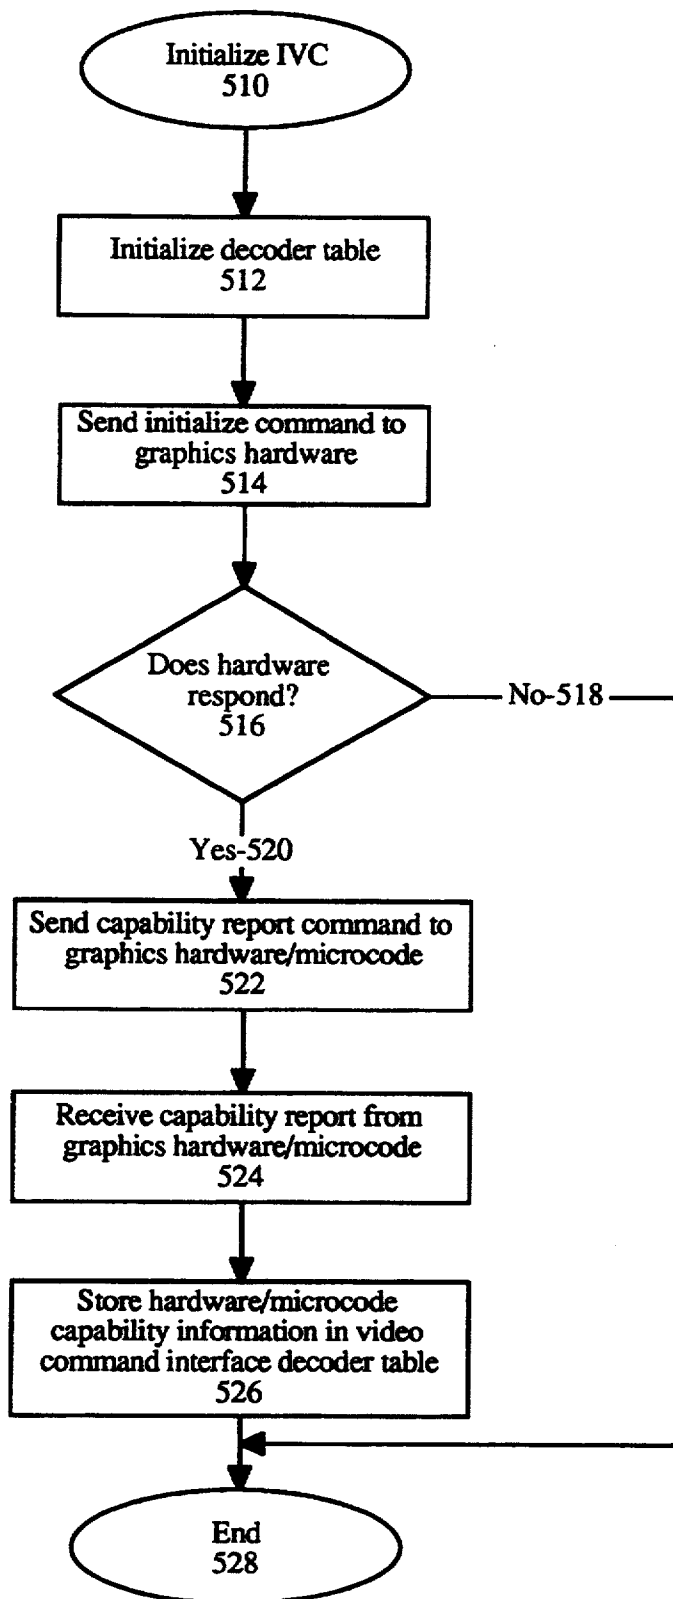 Initialize IVC
510
Initialize decoder table
512
Send initialize command to
graphics hardware
514
Does hardware
respond?
516
No-518
Yes-520
Send capability report command to
graphics hardware/microcode
522
Receive capability report from
graphics hardware/microcode
524
Store hardware/microcode
capability information in video
command interface decoder table
526
End
528